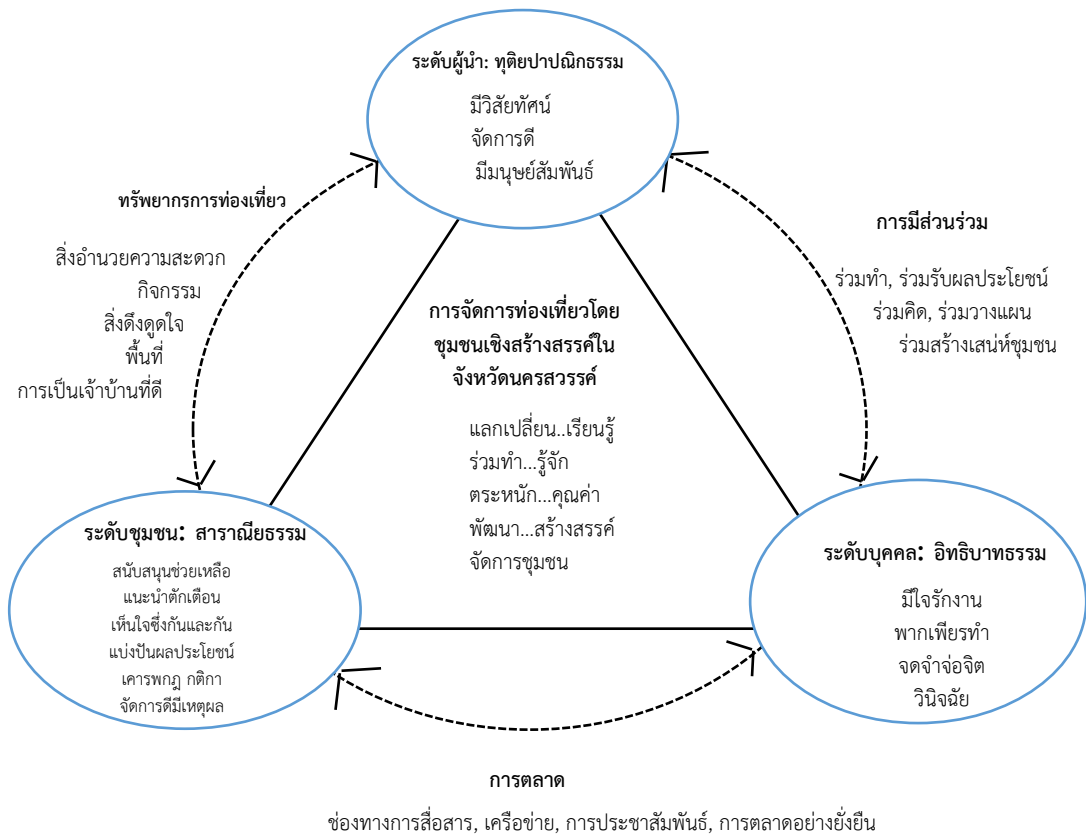 ระดับผู้นำ: ทุติยปาปณิกธรรม
มีวิสัยทัศน์
จัดการดี
มีมนุษย์สัมพันธ์
ทรัพยากรการท่องเที่ยว
สิ่งอำนวยความสะดวก
กิจกรรม
สิ่งดึงดูดใจ
พื้นที่
การเป็นเจ้าบ้านที่ดี
การมีส่วนร่วม
ร่วมทำ, ร่วมรับผลประโยชน์
ร่วมคิด, ร่วมวางแผน
ร่วมสร้างเสน่ห์ชุมชน
การจัดการท่องเที่ยวโดย
ชุมชนเชิงสร้างสรรค์ใน
จังหวัดนครสวรรค์
แลกเปลี่ยน..เรียนรู้
ร่วมทำ...รู้จัก
ตระหนัก...คุณค่า
พัฒนา...สร้างสรรค์
จัดการชุมชน
ระดับชุมชน: สาราณียธรรม
สนับสนุนช่วยเหลือ
แนะนำตักเตือน
เห็นใจซึ่งกันและกัน
แบ่งปันผลประโยชน์
เคารพกฎ กติกา
จัดการดีมีเหตุผล
ระดับบุคคล: อิทธิบาทธรรม
มีใจรักงาน
พากเพียรทำ
จดจำจ่อจิต
วินิจฉัย
การตลาด
ช่องทางการสื่อสาร, เครือข่าย, การประชาสัมพันธ์, การตลาดอย่างยั่งยืน